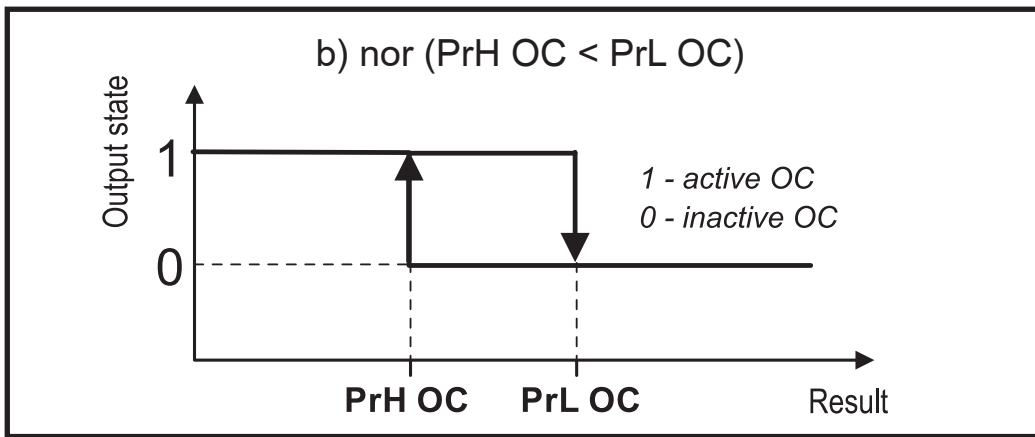 b) nor (PrH OC < PrL OC)
Output state
1
1 - active OC
0 - inactive OC
0
PrH OC
PrL OC
Result